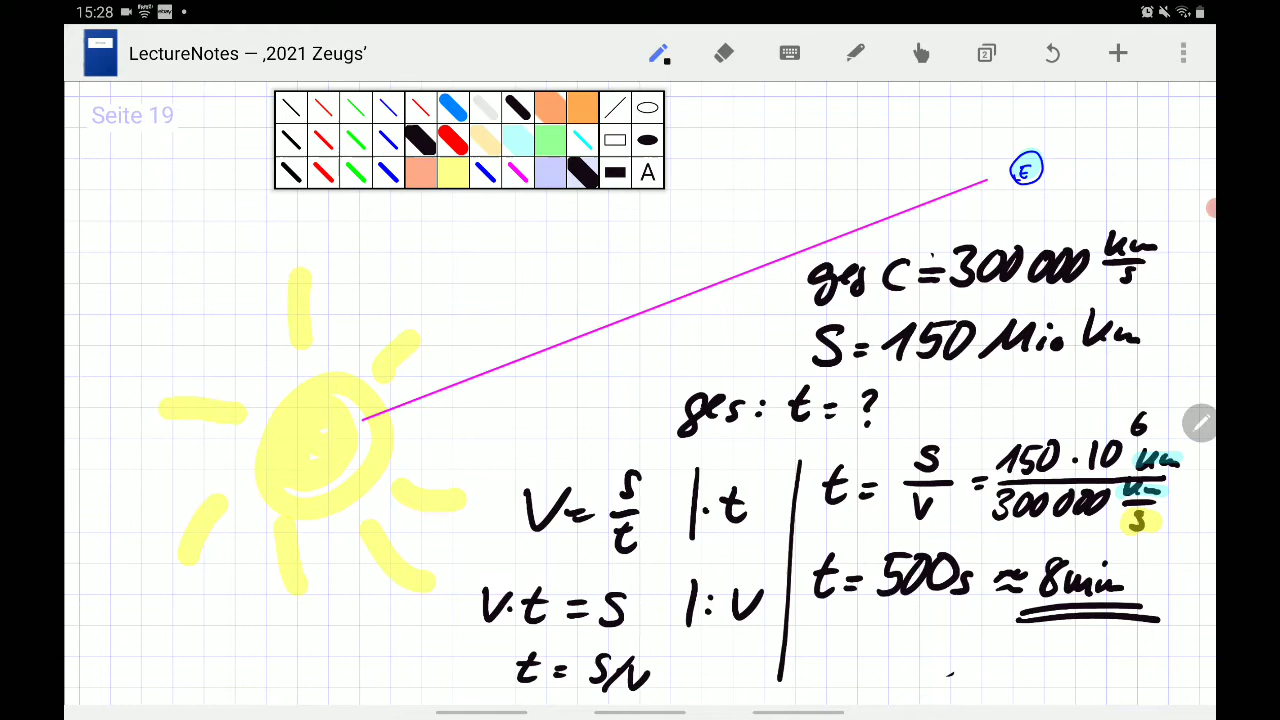 15:28
LectureNotes — ‚2021 Zeugs’
2
Seite 19
A
E
ges C = 300 000 km/s
S = 150 Mio km
ges: t = ?
V = s/t | · t
v · t = S | : V
t = S/V
t = s/v = 150 · 10^6 km / 300 000 km/s
t = 500s ≈ 8min